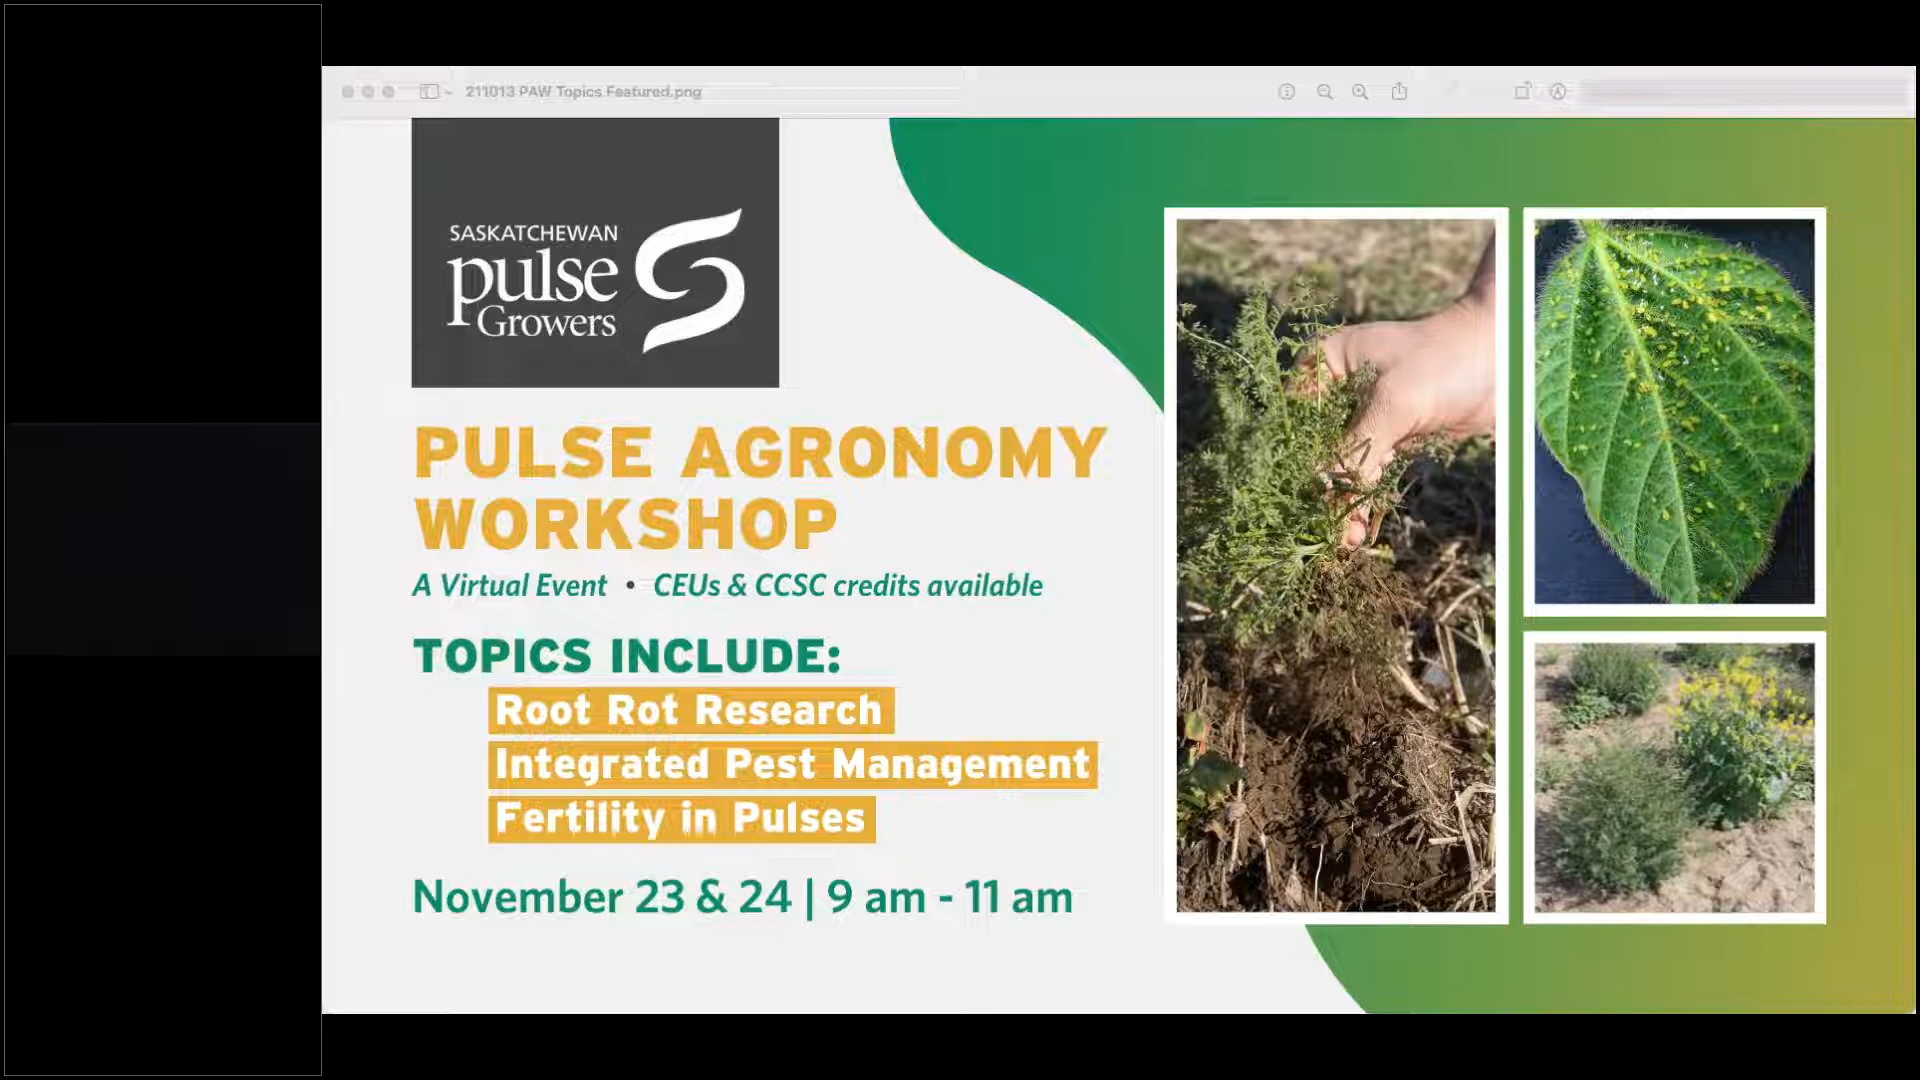 211013 PAW Topics Featured.png
SASKATCHEWAN
pulse
Growers
PULSE AGRONOMY
WORKSHOP
A Virtual Event • CEUs & CCSC credits available
TOPICS INCLUDE:
Root Rot Research
Integrated Pest Management
Fertility in Pulses
November 23 & 24 | 9 am - 11 am